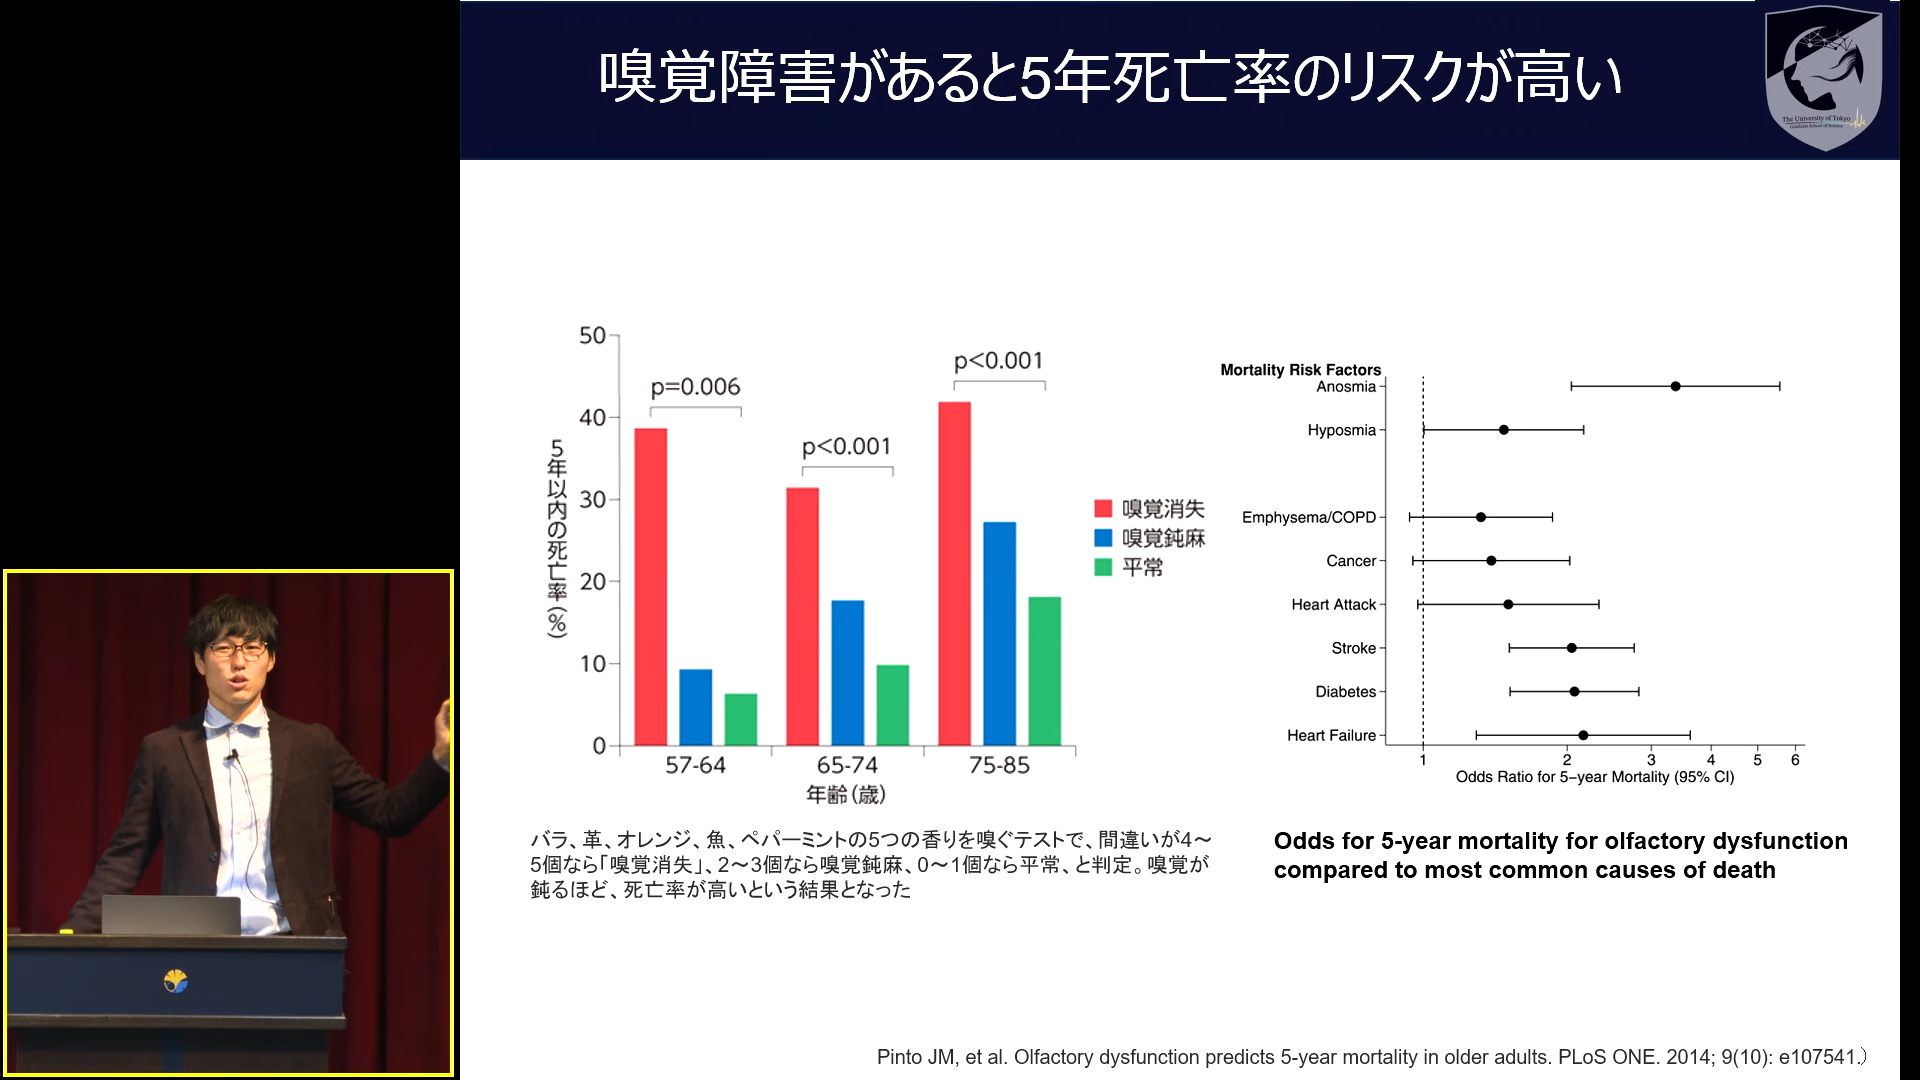 嗅覚障害があると5年死亡率のリスクが高い
The University of Tokyo
Graduate School of Science
50
40
30
20
10
0
5年以内の死亡率(%)
p=0.006
p<0.001
p<0.001
57-64
65-74
75-85
年齢(歳)
嗅覚消失
嗅覚鈍麻
平常
バラ、革、オレンジ、魚、ペパーミントの5つの香りを嗅ぐテストで、間違いが4〜
5個なら「嗅覚消失」、2〜3個なら嗅覚鈍麻、0〜1個なら平常、と判定。嗅覚が
鈍るほど、死亡率が高いという結果となった
Mortality Risk Factors
Anosmia
Hyposmia
Emphysema/COPD
Cancer
Heart Attack
Stroke
Diabetes
Heart Failure
1
2
3
4
5
6
Odds Ratio for 5−year Mortality (95% CI)
Odds for 5-year mortality for olfactory dysfunction
compared to most common causes of death
Pinto JM, et al. Olfactory dysfunction predicts 5-year mortality in older adults. PLoS ONE. 2014; 9(10): e107541.）